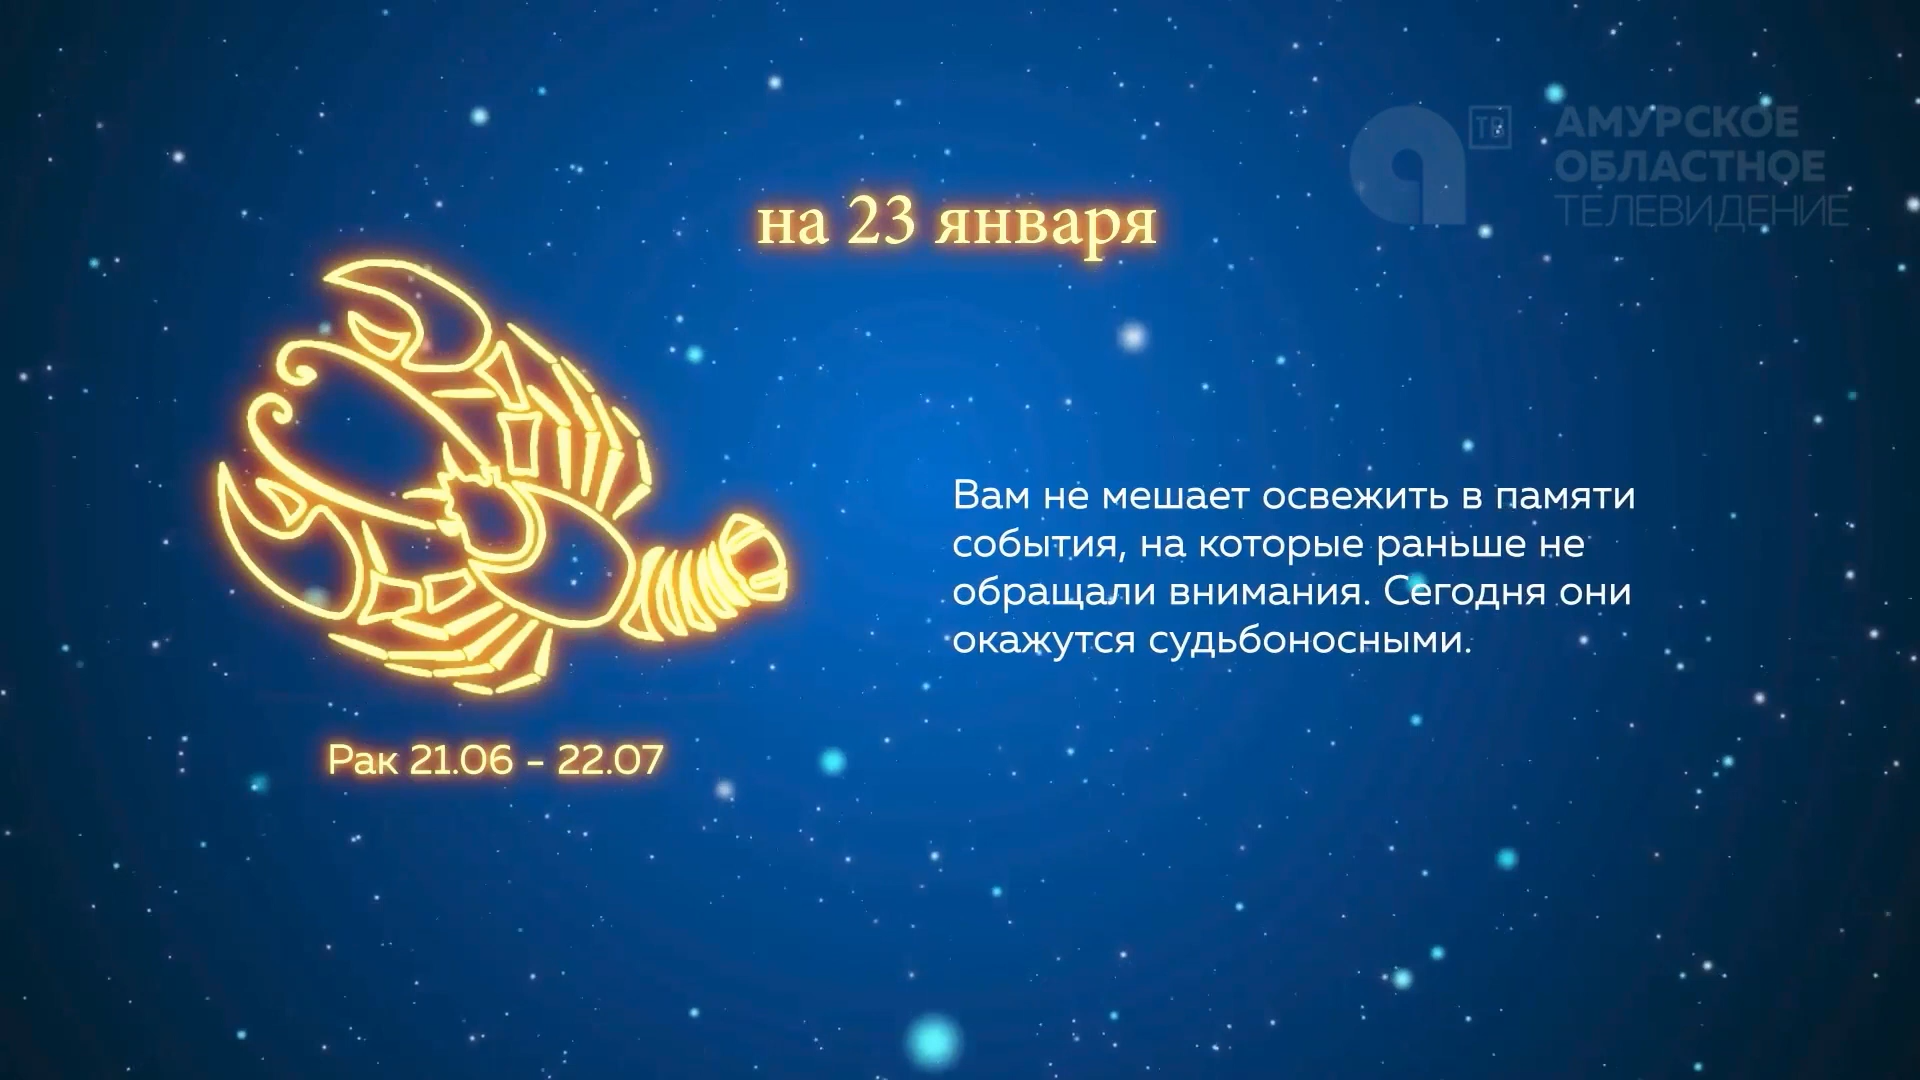 ТВ
АМУРСКОЕ
ОБЛАСТНОЕ
ТЕЛЕВИДЕНИЕ
на 23 января
Вам не мешает освежить в памяти
события, на которые раньше не
обращали внимания. Сегодня они
окажутся судьбоносными.
Рак 21.06 - 22.07